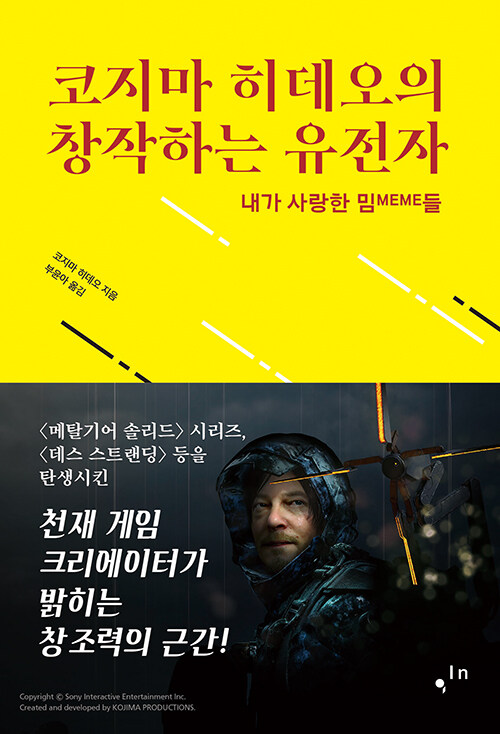 코지마 히데오의
창작하는 유전자
내가 사랑한 밈MEME들
코지마 히데오 지음
부윤아 옮김
〈메탈기어 솔리드〉 시리즈,
〈데스 스트랜딩〉 등을
탄생시킨
천재 게임
크리에이터가
밝히는
창조력의 근간!
,In
Copyright © Sony Interactive Entertainment Inc.
Created and developed by KOJIMA PRODUCTIONS.